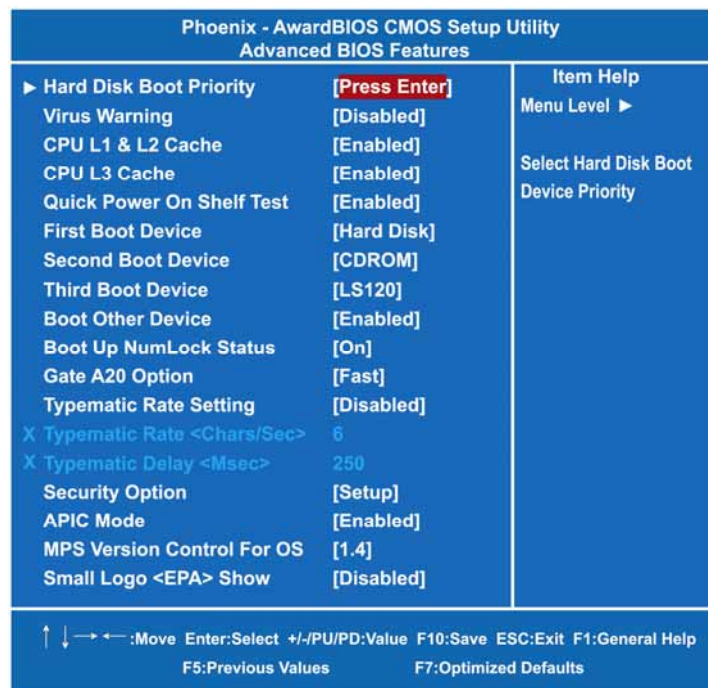 Phoenix - AwardBIOS CMOS Setup Utility
Advanced BIOS Features
► Hard Disk Boot Priority [Press Enter]
Virus Warning [Disabled]
CPU L1 & L2 Cache [Enabled]
CPU L3 Cache [Enabled]
Quick Power On Shelf Test [Enabled]
First Boot Device [Hard Disk]
Second Boot Device [CDROM]
Third Boot Device [LS120]
Boot Other Device [Enabled]
Boot Up NumLock Status [On]
Gate A20 Option [Fast]
Typematic Rate Setting [Disabled]
X Typematic Rate <Chars/Sec> 6
X Typematic Delay <Msec> 250
Security Option [Setup]
APIC Mode [Enabled]
MPS Version Control For OS [1.4]
Small Logo <EPA> Show [Disabled]
Item Help
Menu Level ►
Select Hard Disk Boot
Device Priority
↑ ↓ → ← :Move Enter:Select +/-/PU/PD:Value F10:Save ESC:Exit F1:General Help
F5:Previous Values F7:Optimized Defaults